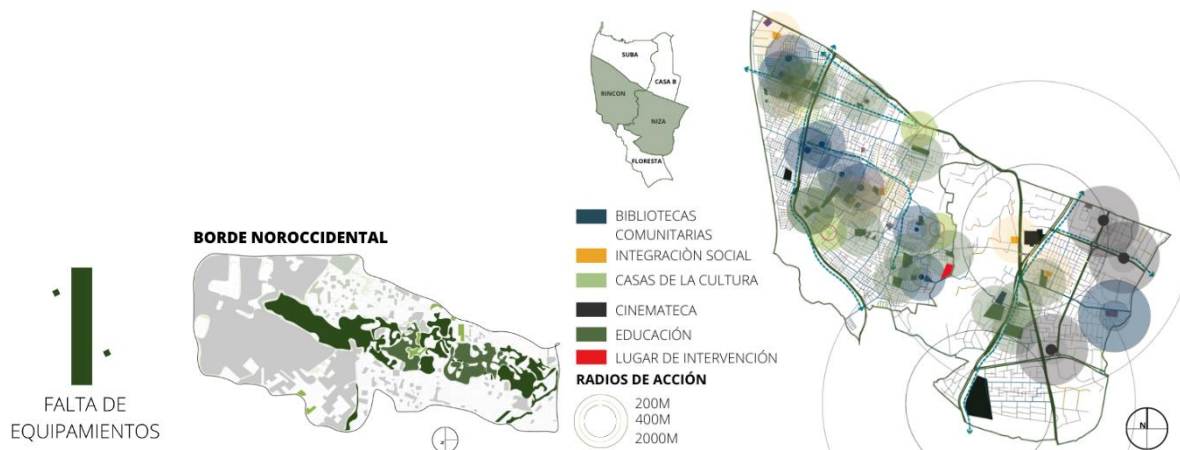 FALTA DE
EQUIPAMIENTOS
BORDE NOROCCIDENTAL
N
SUBA
CASA B
RINCON
NIZA
FLORESTA
BIBLIOTECAS
COMUNITARIAS
INTEGRACIÒN SOCIAL
CASAS DE LA CULTURA
CINEMATECA
EDUCACIÓN
LUGAR DE INTERVENCIÓN
RADIOS DE ACCIÓN
200M
400M
2000M
N